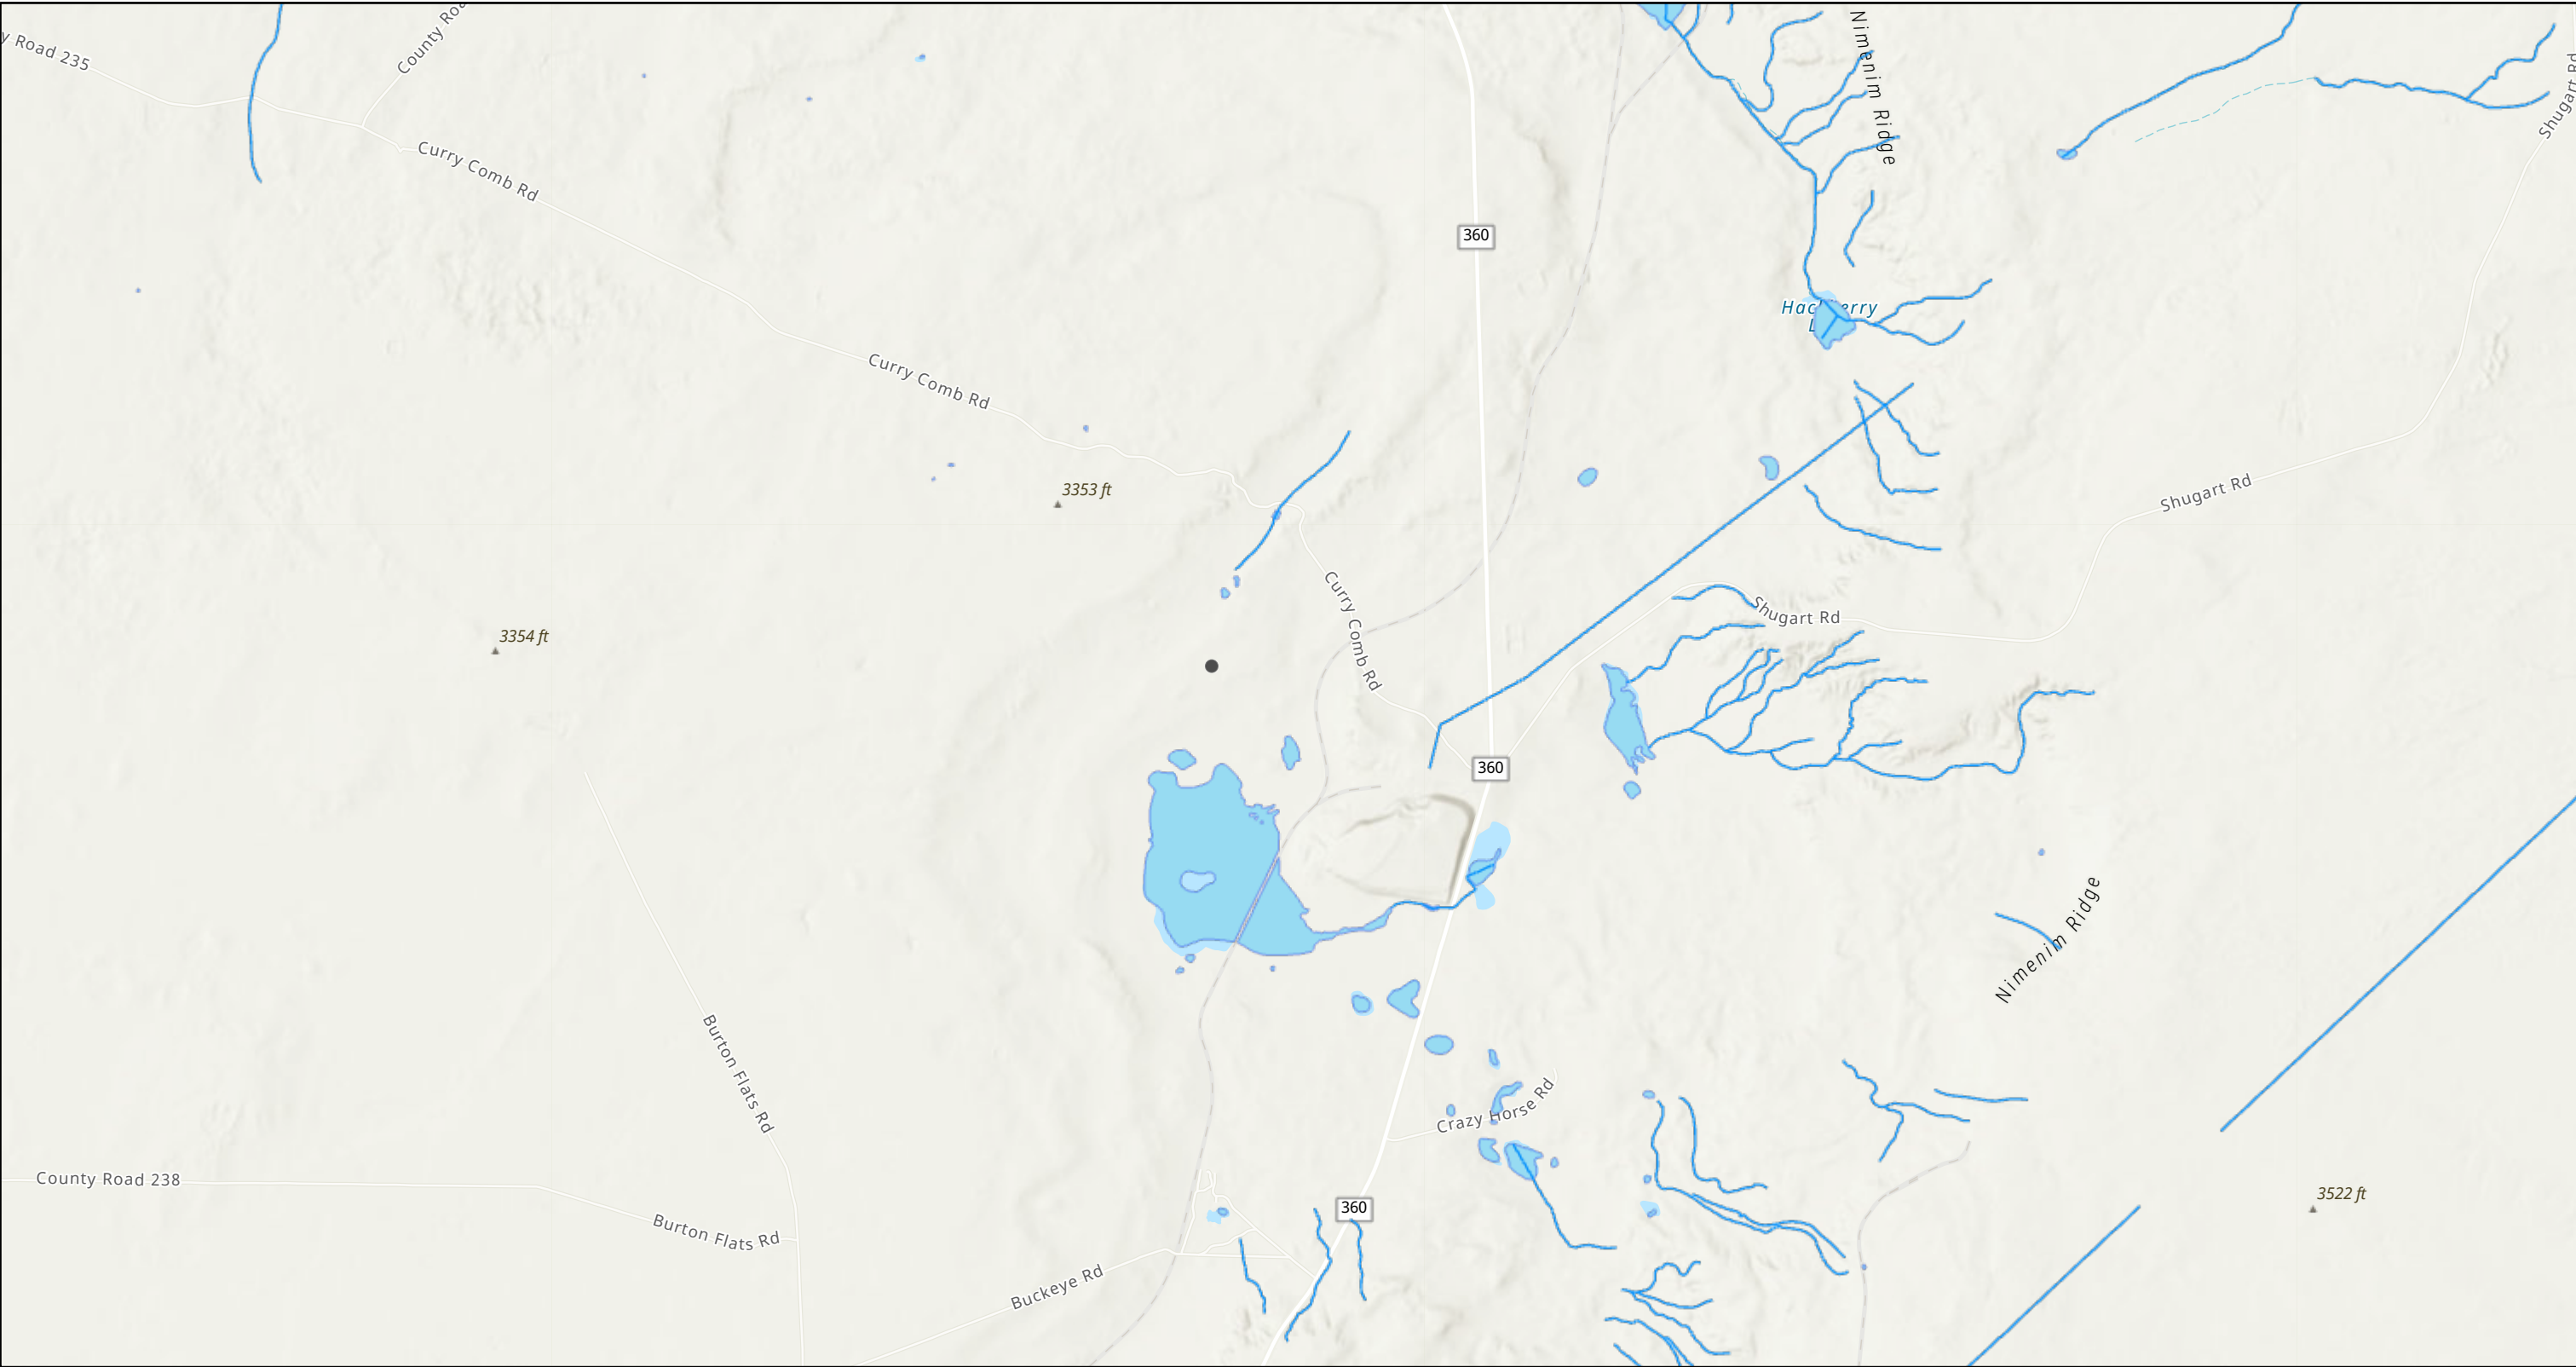 y Road 235
County Roa
Nimenim Ridge
Shugart Rd
Curry Comb Rd
360
Hackberry
L
Curry Comb Rd
3353 ft
Shugart Rd
Curry Comb Rd
Shugart Rd
3354 ft
360
Nimenim Ridge
Burton Flats Rd
Crazy Horse Rd
County Road 238
3522 ft
360
Burton Flats Rd
Buckeye Rd